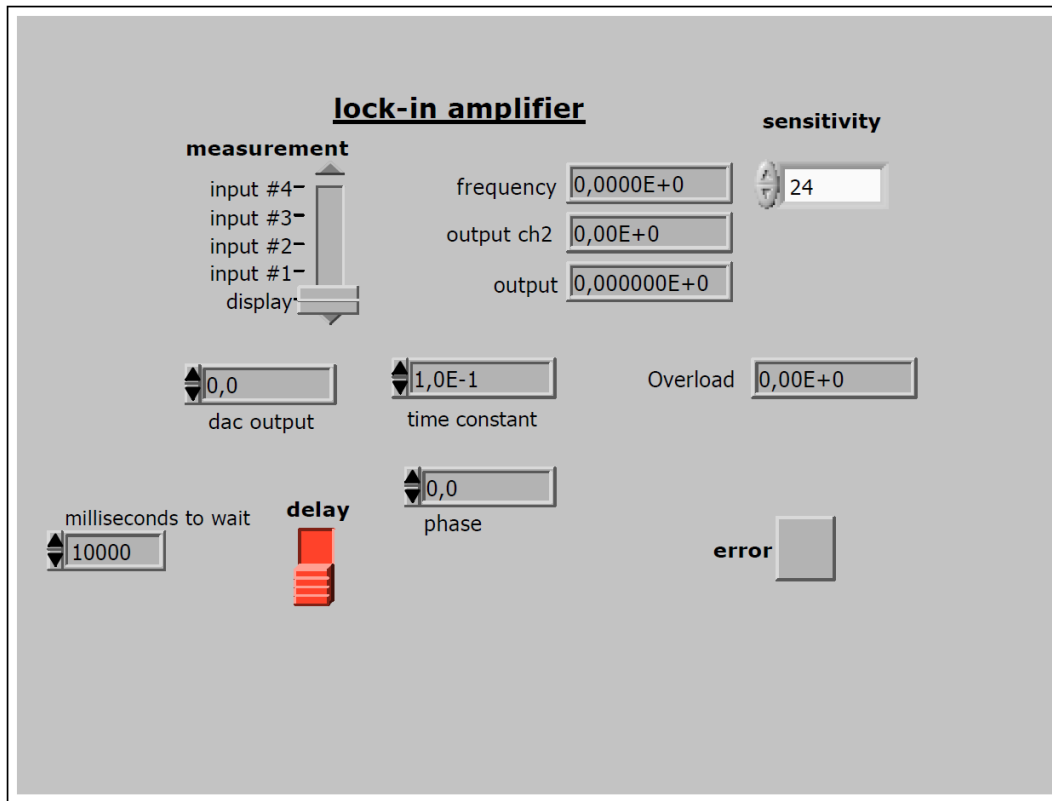 lock-in amplifier
sensitivity
measurement
input #4
input #3
input #2
input #1
display
frequency 0,0000E+0
24
output ch2 0,00E+0
output 0,000000E+0
0,0
dac output
1,0E-1
time constant
Overload 0,00E+0
0,0
phase
milliseconds to wait
10000
delay
error